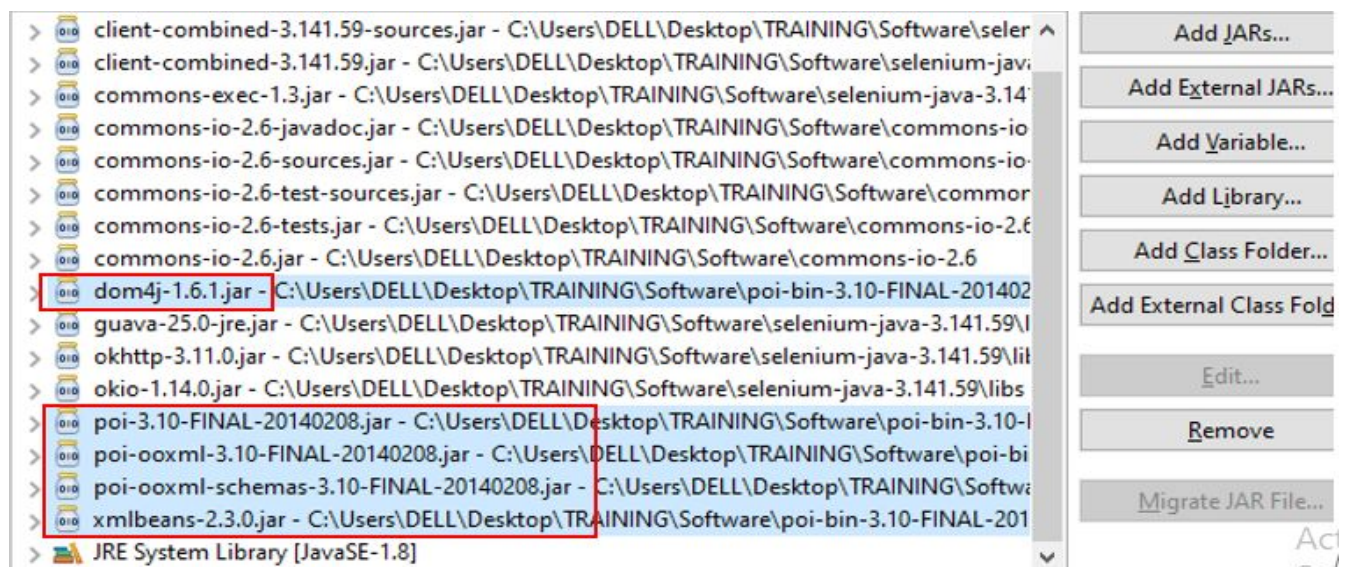 client-combined-3.141.59-sources.jar - C:\Users\DELL\Desktop\TRAINING\Software\seler
client-combined-3.141.59.jar - C:\Users\DELL\Desktop\TRAINING\Software\selenium-java
commons-exec-1.3.jar - C:\Users\DELL\Desktop\TRAINING\Software\selenium-java-3.14
commons-io-2.6-javadoc.jar - C:\Users\DELL\Desktop\TRAINING\Software\commons-io
commons-io-2.6-sources.jar - C:\Users\DELL\Desktop\TRAINING\Software\commons-io-
commons-io-2.6-test-sources.jar - C:\Users\DELL\Desktop\TRAINING\Software\common
commons-io-2.6-tests.jar - C:\Users\DELL\Desktop\TRAINING\Software\commons-io-2.6
commons-io-2.6.jar - C:\Users\DELL\Desktop\TRAINING\Software\commons-io-2.6
dom4j-1.6.1.jar - C:\Users\DELL\Desktop\TRAINING\Software\poi-bin-3.10-FINAL-201402
guava-25.0-jre.jar - C:\Users\DELL\Desktop\TRAINING\Software\selenium-java-3.141.59\l
okhttp-3.11.0.jar - C:\Users\DELL\Desktop\TRAINING\Software\selenium-java-3.141.59\lib
okio-1.14.0.jar - C:\Users\DELL\Desktop\TRAINING\Software\selenium-java-3.141.59\libs
poi-3.10-FINAL-20140208.jar - C:\Users\DELL\Desktop\TRAINING\Software\poi-bin-3.10-
poi-ooxml-3.10-FINAL-20140208.jar - C:\Users\DELL\Desktop\TRAINING\Software\poi-bi
poi-ooxml-schemas-3.10-FINAL-20140208.jar - C:\Users\DELL\Desktop\TRAINING\Softwa
xmlbeans-2.3.0.jar - C:\Users\DELL\Desktop\TRAINING\Software\poi-bin-3.10-FINAL-201
JRE System Library [JavaSE-1.8]
Add JARs...
Add External JARs...
Add Variable...
Add Library...
Add Class Folder...
Add External Class Fold
Edit...
Remove
Migrate JAR File...
Act